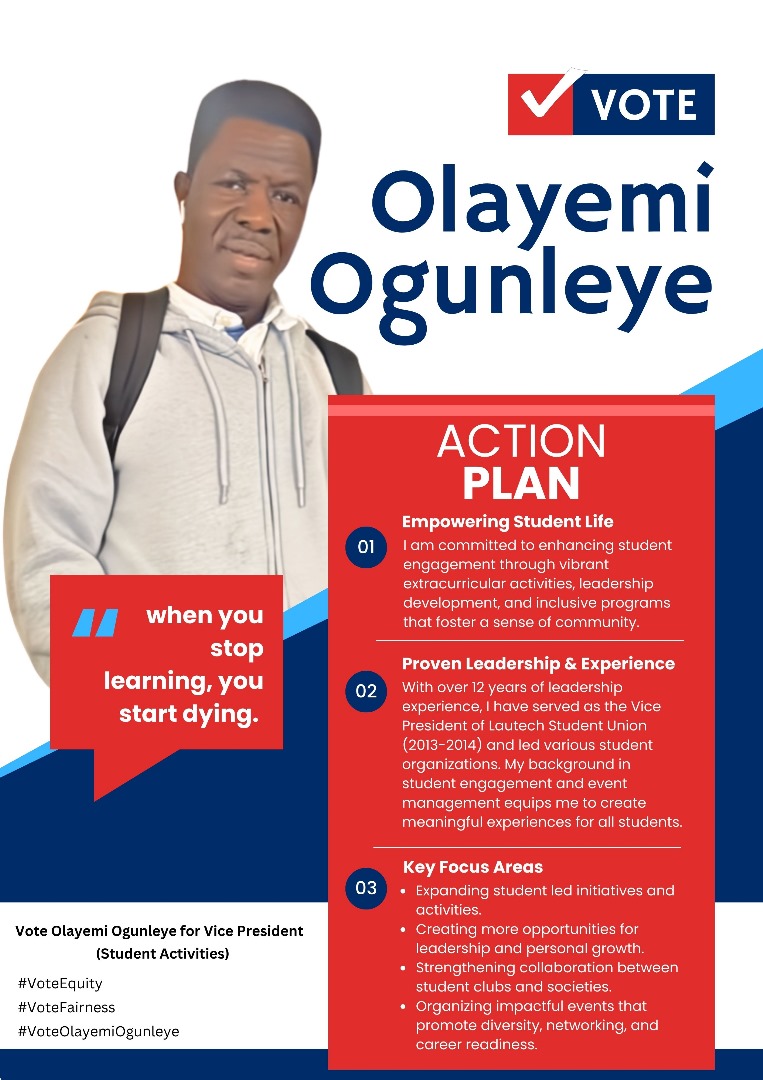 VOTE
Olayemi
Ogunleye
ACTION
PLAN
01
Empowering Student Life
I am committed to enhancing student
engagement through vibrant
extracurricular activities, leadership
development, and inclusive programs
that foster a sense of community.
02
Proven Leadership & Experience
With over 12 years of leadership
experience, I have served as the Vice
President of Lautech Student Union
(2013-2014) and led various student
organizations. My background in
student engagement and event
management equips me to create
meaningful experiences for all students.
03
Key Focus Areas
• Expanding student led initiatives and
activities.
• Creating more opportunities for
leadership and personal growth.
• Strengthening collaboration between
student clubs and societies.
• Organizing impactful events that
promote diversity, networking, and
career readiness.
“ when you
stop
learning, you
start dying.
Vote Olayemi Ogunleye for Vice President
(Student Activities)
#VoteEquity
#VoteFairness
#VoteOlayemiOgunleye